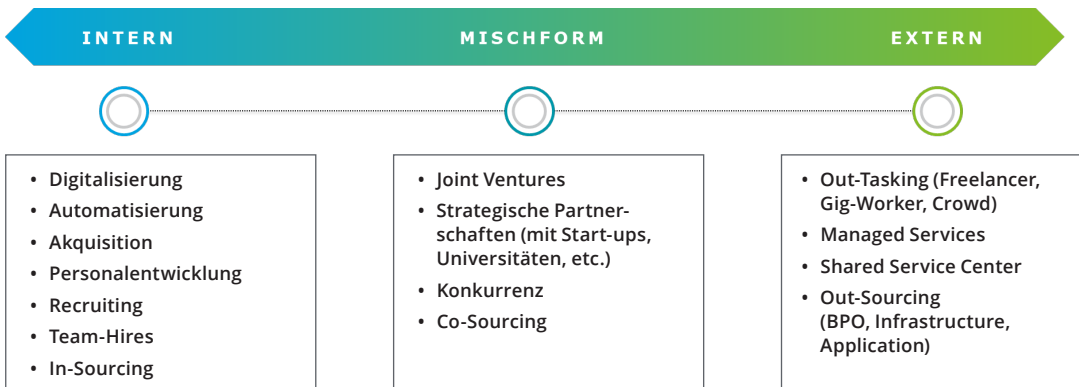 INTERN
MISCHFORM
EXTERN
• Digitalisierung
• Automatisierung
• Akquisition
• Personalentwicklung
• Recruiting
• Team-Hires
• In-Sourcing
• Joint Ventures
• Strategische Partner-
schaften (mit Start-ups,
Universitäten, etc.)
• Konkurrenz
• Co-Sourcing
• Out-Tasking (Freelancer,
Gig-Worker, Crowd)
• Managed Services
• Shared Service Center
• Out-Sourcing
(BPO, Infrastructure,
Application)